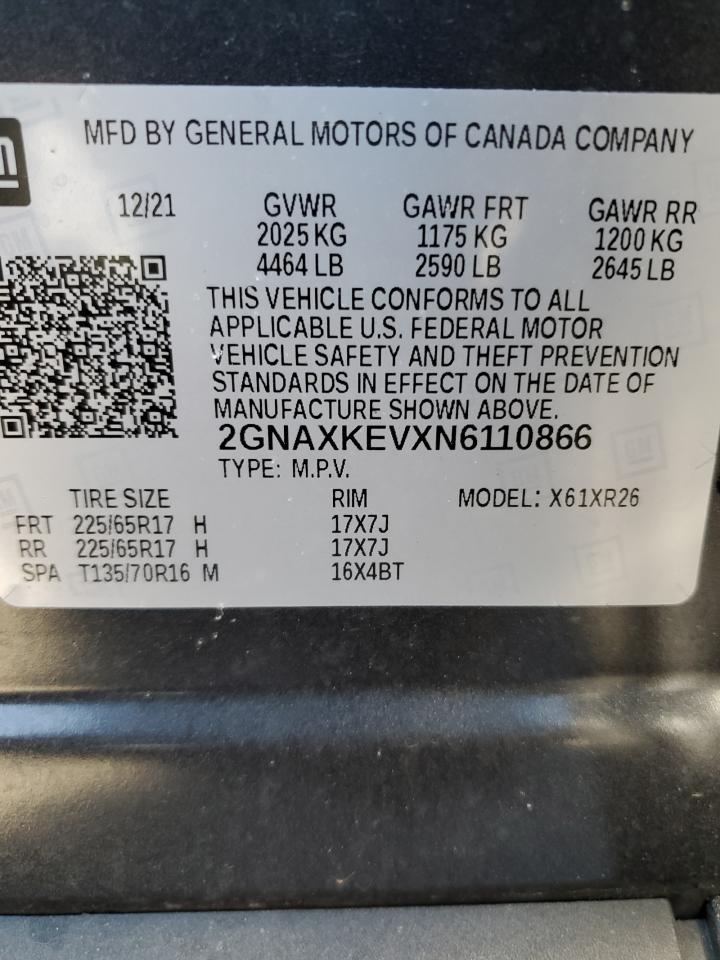 MFD BY GENERAL MOTORS OF CANADA COMPANY
12/21 GVWR GAWR FRT GAWR RR
2025 KG 1175 KG 1200 KG
4464 LB 2590 LB 2645 LB
THIS VEHICLE CONFORMS TO ALL
APPLICABLE U.S. FEDERAL MOTOR
VEHICLE SAFETY AND THEFT PREVENTION
STANDARDS IN EFFECT ON THE DATE OF
MANUFACTURE SHOWN ABOVE.
2GNAXKEVXN6110866
TYPE: M.P.V.
TIRE SIZE RIM MODEL: X61XR26
FRT 225/65R17 H 17X7J
RR 225/65R17 H 17X7J
SPA T135/70R16 M 16X4BT